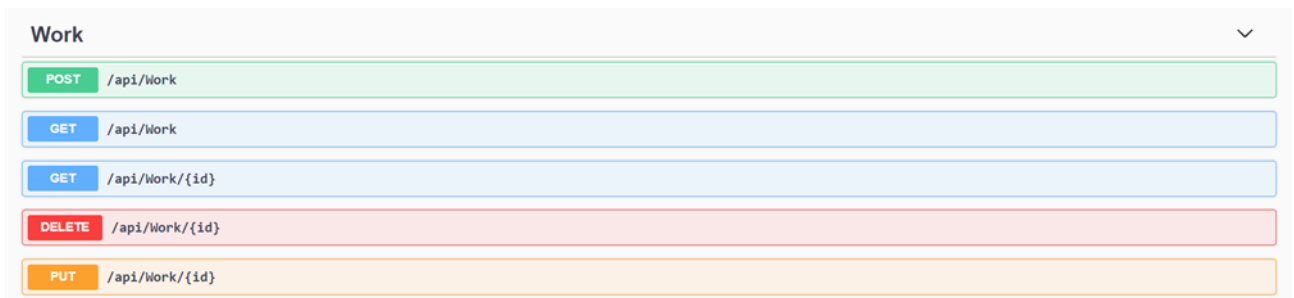 Work
POST /api/Work
GET /api/Work
GET /api/Work/{id}
DELETE /api/Work/{id}
PUT /api/Work/{id}